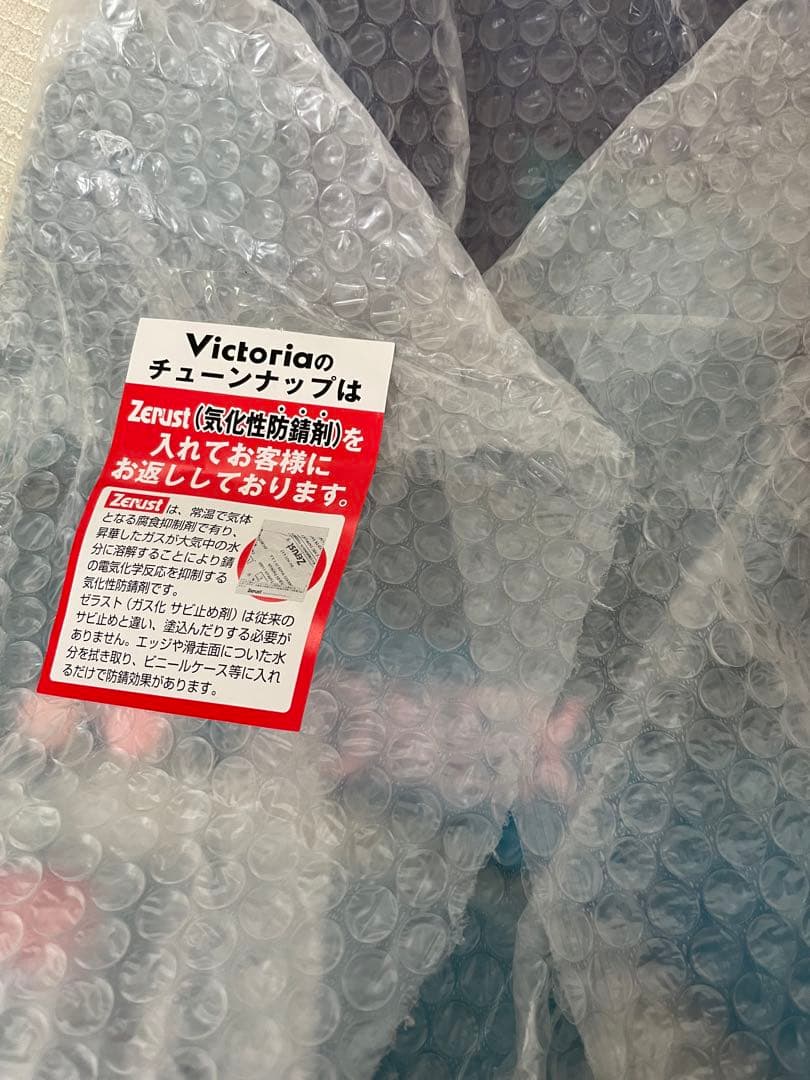 Victoriaの
チューンナップは
Zerust(気化性防錆剤)を
入れてお客様に
お返ししております。
Zerustは、常温で気体
となる腐食抑制剤で有り、
昇華したガスが大気中の水
分に溶解することにより錆
の電気化学反応を抑制する
気化性防錆剤です。
ゼラスト(ガス化 サビ止め剤)は従来の
サビ止めと違い、塗込んだりする必要が
ありません。エッジや滑走面についた水
分を拭き取り、ビニールケース等に入れ
るだけで防錆効果があります。
Zerust
Zerust